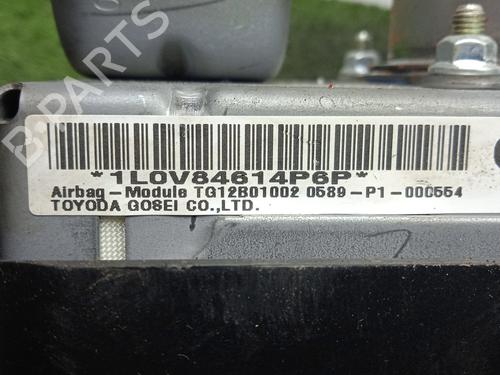 B-PARTS
*1L0V84614P6P*
Airbag-Module TG12B01002 0589-P1-000554
TOYODA GOSEI CO.,LTD.